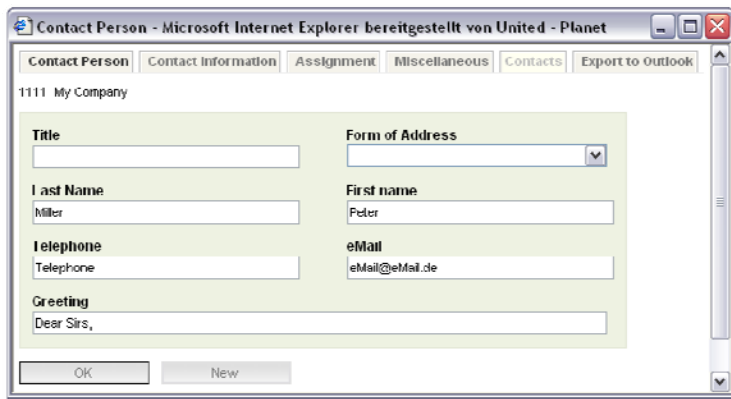 Contact Person - Microsoft Internet Explorer bereitgestellt von United - Planet
Contact Person Contact Information Assignment Miscellaneous Contacts Export to Outlook
1111 My Company
Title Form of Address
Last Name First name
Miller Peter
Telephone eMail
Telephone eMail@eMail.de
Greeting
Dear Sirs,
OK New